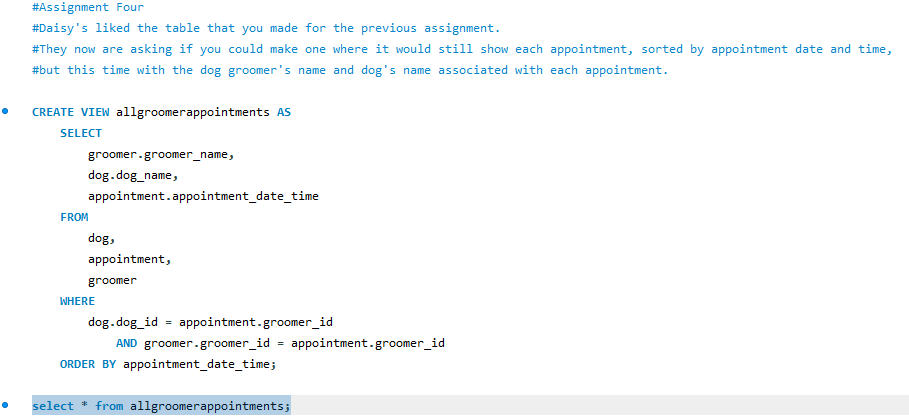 #Assignment Four
#Daisy's liked the table that you made for the previous assignment.
#They now are asking if you could make one where it would still show each appointment, sorted by appointment date and time,
#but this time with the dog groomer's name and dog's name associated with each appointment.
CREATE VIEW allgroomerappointments AS
SELECT
groomer.groomer_name,
dog.dog_name,
appointment.appointment_date_time
FROM
dog,
appointment,
groomer
WHERE
dog.dog_id = appointment.groomer_id
AND groomer.groomer_id = appointment.groomer_id
ORDER BY appointment_date_time;
select * from allgroomerappointments;